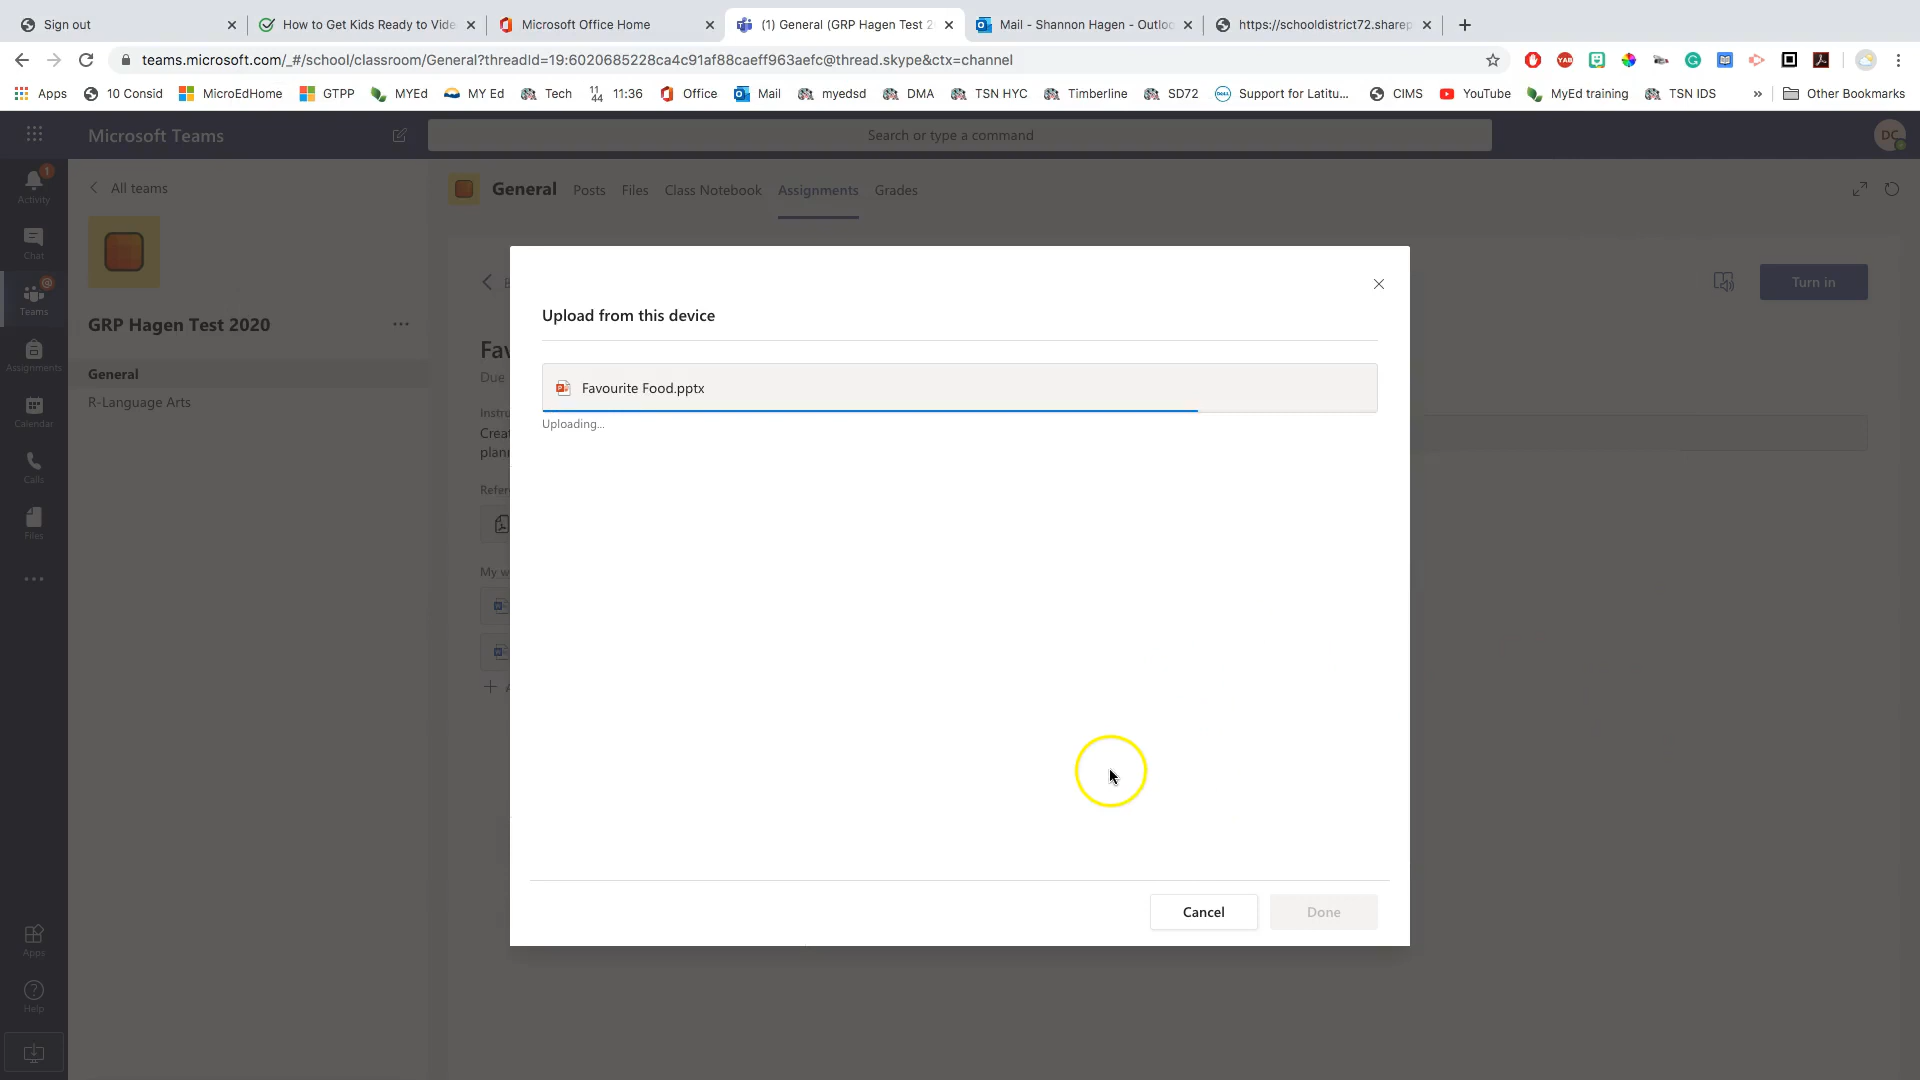 Sign out
How to Get Kids Ready to Vide
Microsoft Office Home
(1) General (GRP Hagen Test 2
Mail - Shannon Hagen - Outloo
https://schooldistrict72.sharep
teams.microsoft.com/_#/school/classroom/General?threadId=19:6020685228ca4c91af88caeff963aefc@thread.skype&ctx=channel
Apps
10 Consid
MicroEdHome
GTPP
MYEd
MY Ed
Tech
11:36
Office
Mail
myedsd
DMA
TSN HYC
Timberline
SD72
Support for Latitu...
CIMS
YouTube
MyEd training
TSN IDS
»
Other Bookmarks
Microsoft Teams
Search or type a command
DC
Activity
Chat
Teams
Assignments
Calendar
Calls
Files
Apps
Help
All teams
GRP Hagen Test 2020
General
R-Language Arts
General
Posts
Files
Class Notebook
Assignments
Grades
Turn in
Fav
Due
Instru
Creat
plann
Refer
My w
Upload from this device
Favourite Food.pptx
Uploading...
Cancel
Done